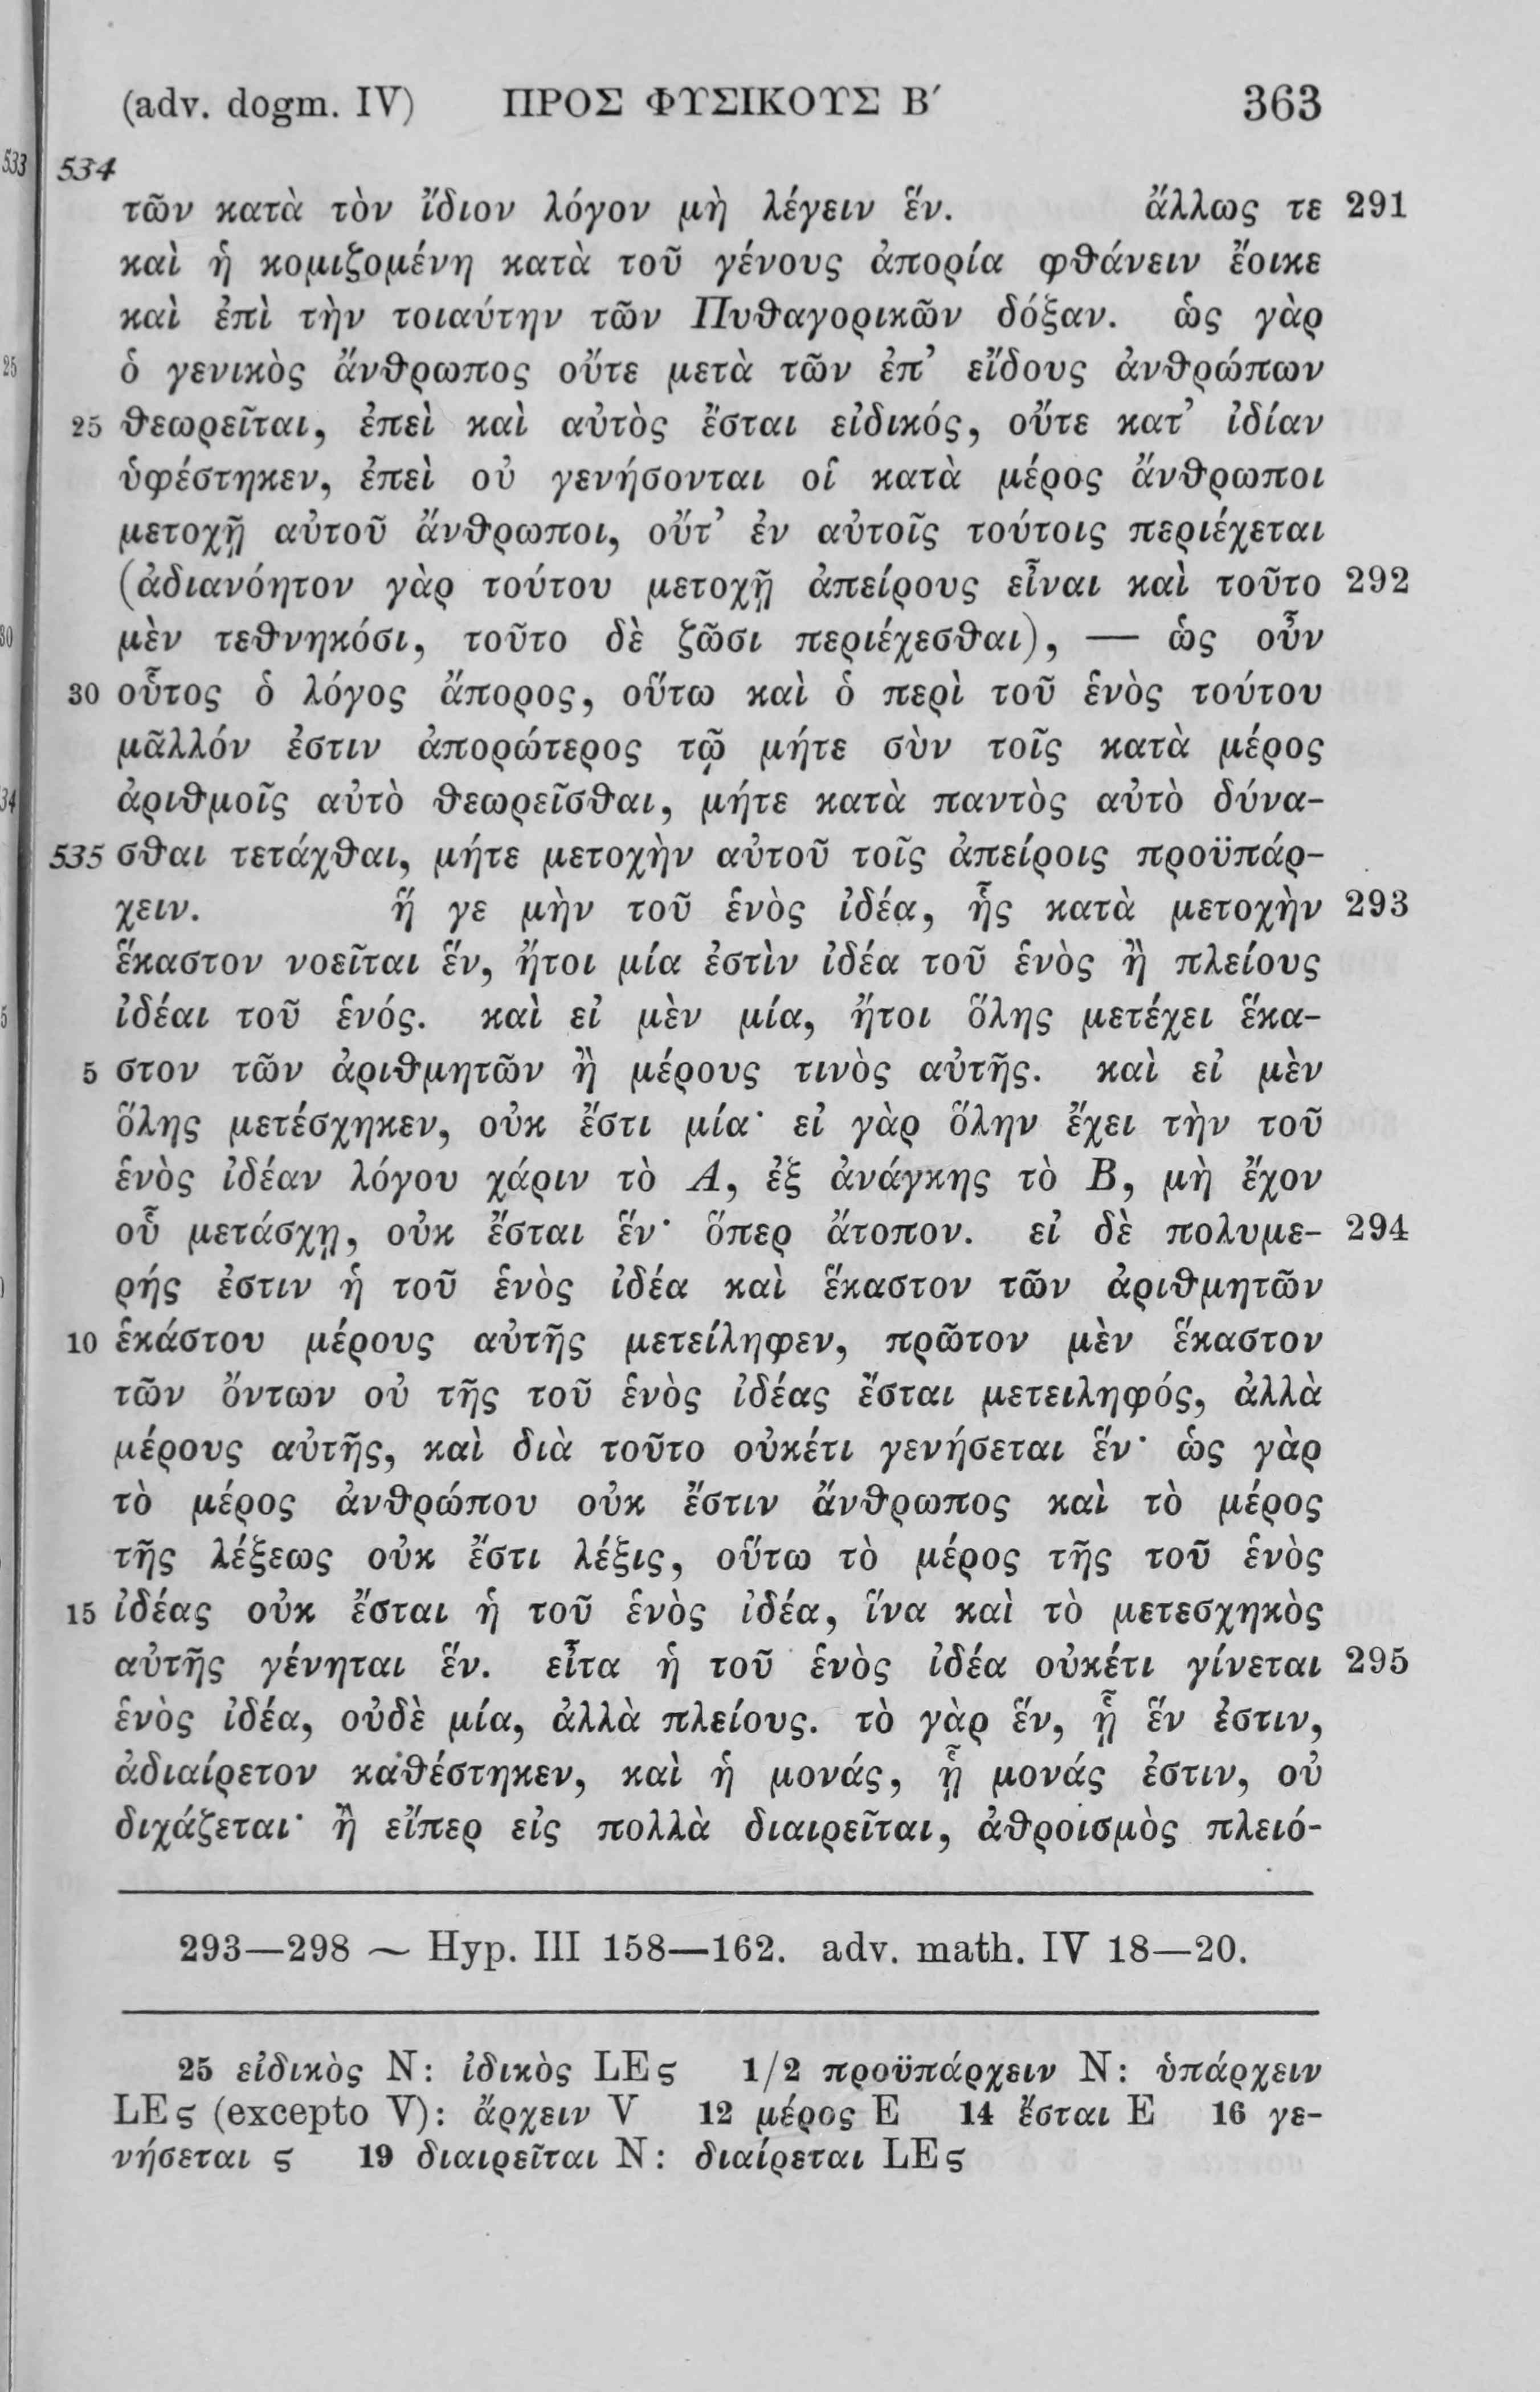 (adv. dogm. IV) ΠΡΟΣ ΦΥΣΙΚΟΥΣ Β′ 363
533 534
τῶν κατὰ τὸν ἴδιον λόγον μὴ λέγειν ἕν. ἄλλως τε 291
καὶ ἡ κομιζομένη κατὰ τοῦ γένους ἀπορία φθάνειν ἔοικε
καὶ ἐπὶ τὴν τοιαύτην τῶν Πυθαγορικῶν δόξαν. ὡς γὰρ
25 ὁ γενικὸς ἄνθρωπος οὔτε μετὰ τῶν ἐπ’ εἴδους ἀνθρώπων
25 θεωρεῖται, ἐπεὶ καὶ αὐτὸς ἔσται εἰδικός, οὔτε κατ’ ἰδίαν
ὑφέστηκεν, ἐπεὶ οὐ γενήσονται οἱ κατὰ μέρος ἄνθρωποι
μετοχῇ αὐτοῦ ἄνθρωποι, οὔτ’ ἐν αὐτοῖς τούτοις περιέχεται
(ἀδιανόητον γὰρ τούτου μετοχῇ ἀπείρους εἶναι καὶ τοῦτο 292
30 μὲν τεθνηκόσι, τοῦτο δὲ ζῶσι περιέχεσθαι), — ὡς οὖν
30 οὗτος ὁ λόγος ἄπορος, οὕτω καὶ ὁ περὶ τοῦ ἑνὸς τούτου
μᾶλλόν ἐστιν ἀπορώτερος τῷ μήτε σὺν τοῖς κατὰ μέρος
34 ἀριθμοῖς αὐτὸ θεωρεῖσθαι, μήτε κατὰ παντὸς αὐτὸ δύνα-
535 σθαι τετάχθαι, μήτε μετοχὴν αὐτοῦ τοῖς ἀπείροις προϋπάρ-
χειν. ἥ γε μὴν τοῦ ἑνὸς ἰδέα, ἧς κατὰ μετοχὴν 293
ἕκαστον νοεῖται ἕν, ἤτοι μία ἐστὶν ἰδέα τοῦ ἑνὸς ἢ πλείους
5 ἰδέαι τοῦ ἑνός. καὶ εἰ μὲν μία, ἤτοι ὅλης μετέχει ἕκα-
5 στον τῶν ἀριθμητῶν ἢ μέρους τινὸς αὐτῆς. καὶ εἰ μὲν
ὅλης μετέσχηκεν, οὐκ ἔστι μία· εἰ γὰρ ὅλην ἔχει τὴν τοῦ
ἑνὸς ἰδέαν λόγου χάριν τὸ Α, ἐξ ἀνάγκης τὸ Β, μὴ ἔχον
οὗ μετάσχῃ, οὐκ ἔσται ἕν· ὅπερ ἄτοπον. εἰ δὲ πολυμε- 294
ρής ἐστιν ἡ τοῦ ἑνὸς ἰδέα καὶ ἕκαστον τῶν ἀριθμητῶν
10 ἑκάστου μέρους αὐτῆς μετείληφεν, πρῶτον μὲν ἕκαστον
τῶν ὄντων οὐ τῆς τοῦ ἑνὸς ἰδέας ἔσται μετειληφός, ἀλλὰ
μέρους αὐτῆς, καὶ διὰ τοῦτο οὐκέτι γενήσεται ἕν· ὡς γὰρ
τὸ μέρος ἀνθρώπου οὐκ ἔστιν ἄνθρωπος καὶ τὸ μέρος
τῆς λέξεως οὐκ ἔστι λέξις, οὕτω τὸ μέρος τῆς τοῦ ἑνὸς
15 ἰδέας οὐκ ἔσται ἡ τοῦ ἑνὸς ἰδέα, ἵνα καὶ τὸ μετεσχηκὸς
αὐτῆς γένηται ἕν. εἶτα ἡ τοῦ ἑνὸς ἰδέα οὐκέτι γίνεται 295
ἑνὸς ἰδέα, οὐδὲ μία, ἀλλὰ πλείους. τὸ γὰρ ἕν, ᾗ ἕν ἐστιν,
ἀδιαίρετον καθέστηκεν, καὶ ἡ μονάς, ᾗ μονάς ἐστιν, οὐ
διχάζεται· ἢ εἴπερ εἰς πολλὰ διαιρεῖται, ἀθροισμὸς πλειό-
293—298 ~ Hyp. III 158—162. adv. math. IV 18—20.
25 εἰδικὸς N: ἰδικὸς LEς 1/2 προϋπάρχειν N: ὑπάρχειν
LEς (excepto V): ἄρχειν V 12 μέρος E 14 ἔσται E 16 γε-
νήσεται ς 19 διαιρεῖται N: διαίρεται LEς